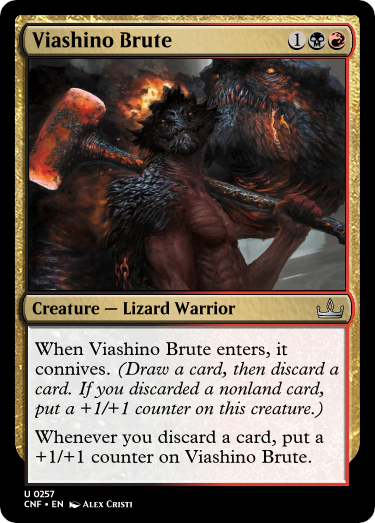 Viashino Brute 1
Creature — Lizard Warrior
When Viashino Brute enters, it
connives. (Draw a card, then discard a
card. If you discarded a nonland card,
put a +1/+1 counter on this creature.)
Whenever you discard a card, put a
+1/+1 counter on Viashino Brute.
U 0257
CNF • EN Alex Cristi